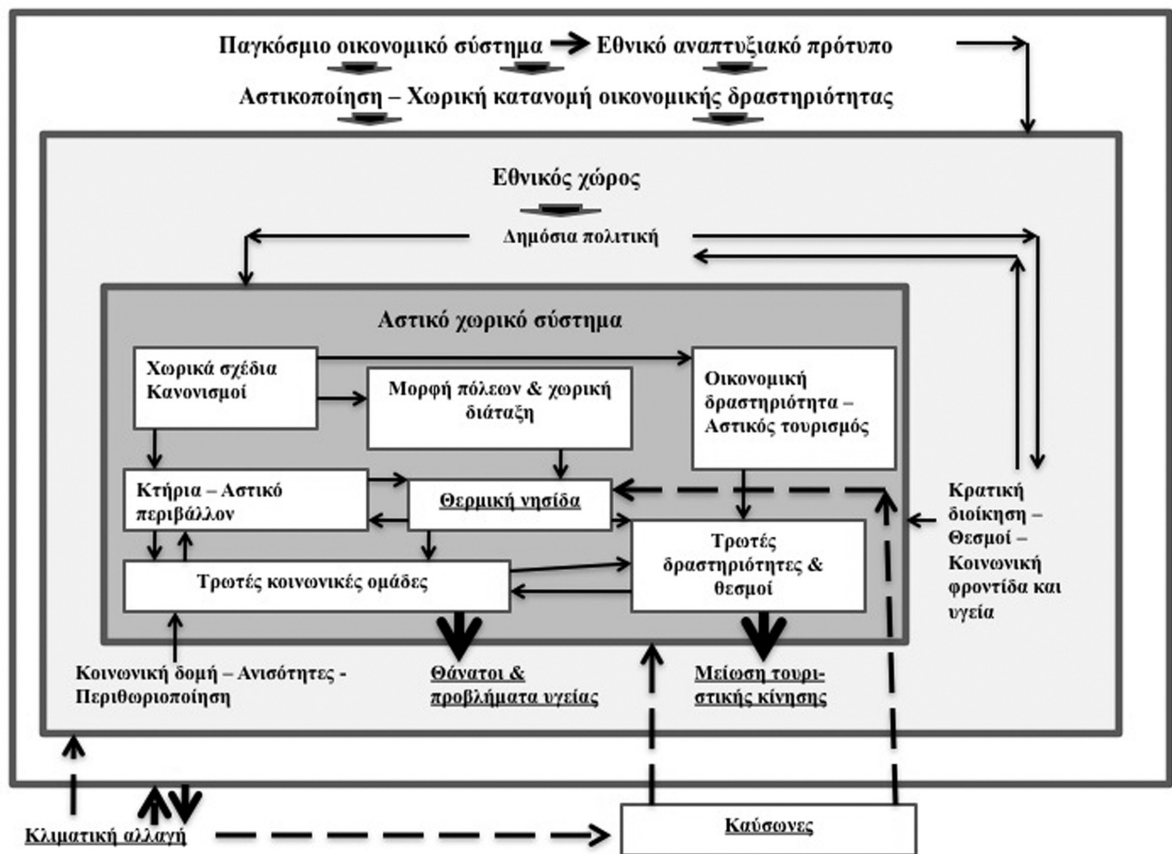 Παγκόσμιο οικονομικό σύστημα
Εθνικό αναπτυξιακό πρότυπο
Αστικοποίηση – Χωρική κατανομή οικονομικής δραστηριότητας
Εθνικός χώρος
Δημόσια πολιτική
Αστικό χωρικό σύστημα
Χωρικά σχέδια
Κανονισμοί
Μορφή πόλεων & χωρική
διάταξη
Οικονομική
δραστηριότητα –
Αστικός τουρισμός
Κτήρια – Αστικό
περιβάλλον
Θερμική νησίδα
Τρωτές κοινωνικές ομάδες
Τρωτές
δραστηριότητες &
θεσμοί
Κρατική
διοίκηση –
Θεσμοί –
Κοινωνική
φροντίδα και
υγεία
Κοινωνική δομή – Ανισότητες -
Περιθωριοποίηση
Θάνατοι &
προβλήματα υγείας
Μείωση τουρι-
στικής κίνησης
Κλιματική αλλαγή
Καύσωνες